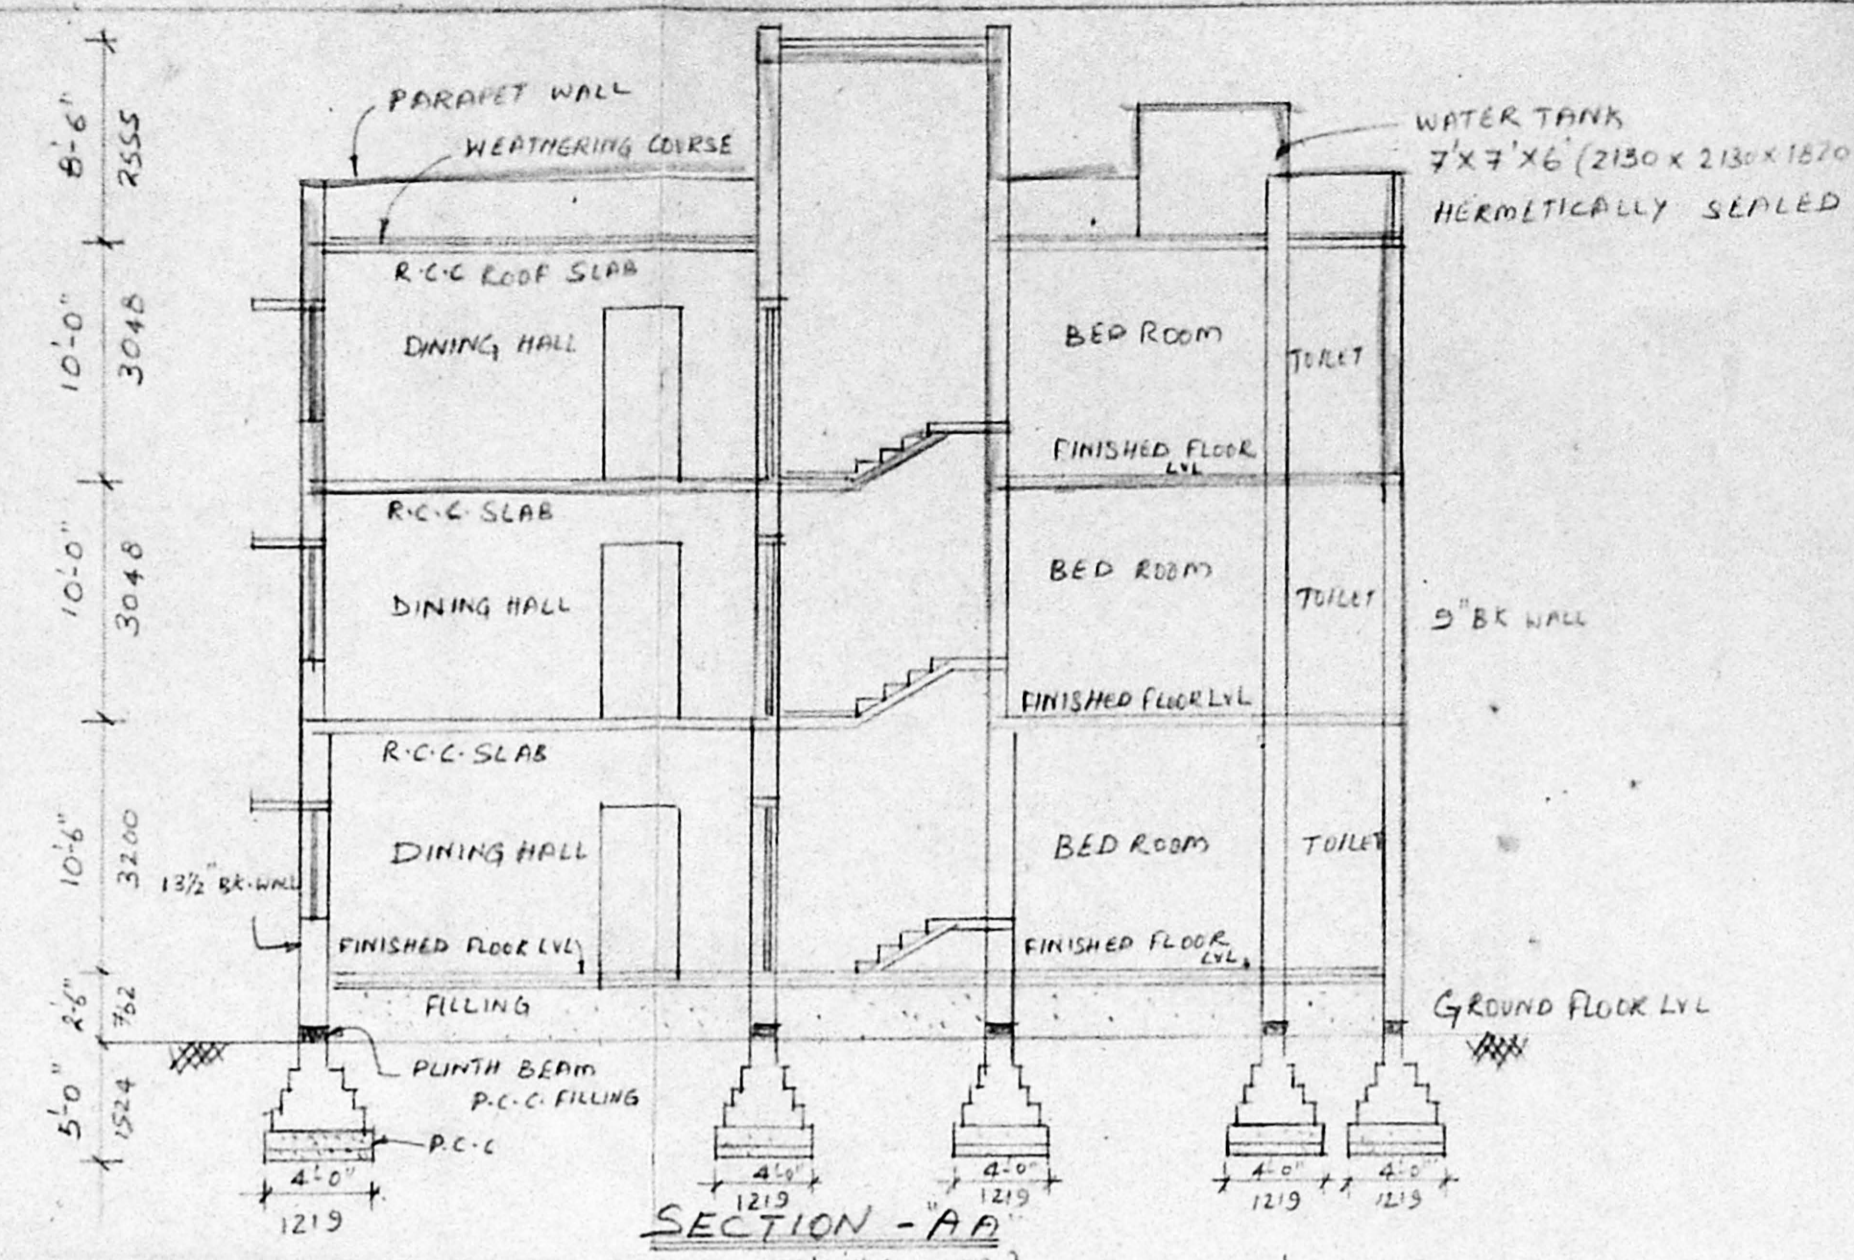 8'-6"
2555
PARAPET WALL
WEATHERING COURSE
WATER TANK
7'X7'X6' (2130 x 2130 x 1820
HERMETICALLY SEALED
R.C.C ROOF SLAB
10'-0"
3048
DINING HALL
BED ROOM
TOILET
FINISHED FLOOR
LVL
R.C.C. SLAB
10'-0"
3048
DINING HALL
BED ROOM
TOILET
9" BK WALL
FINISHED FLOOR LVL
R.C.C. SLAB
10'-6"
3200
DINING HALL
BED ROOM
TOILET
13½" BK.WALL
FINISHED FLOOR LVL
FINISHED FLOOR
LVL
2'-6"
762
FILLING
GROUND FLOOR LVL
5'-0"
1524
PLINTH BEAM
P.C.C. FILLING
P.C.C
4'-0"
1219
4'-0"
1219
4'-0"
1219
4'-0"
1219
4'-0"
1219
SECTION - "AA"